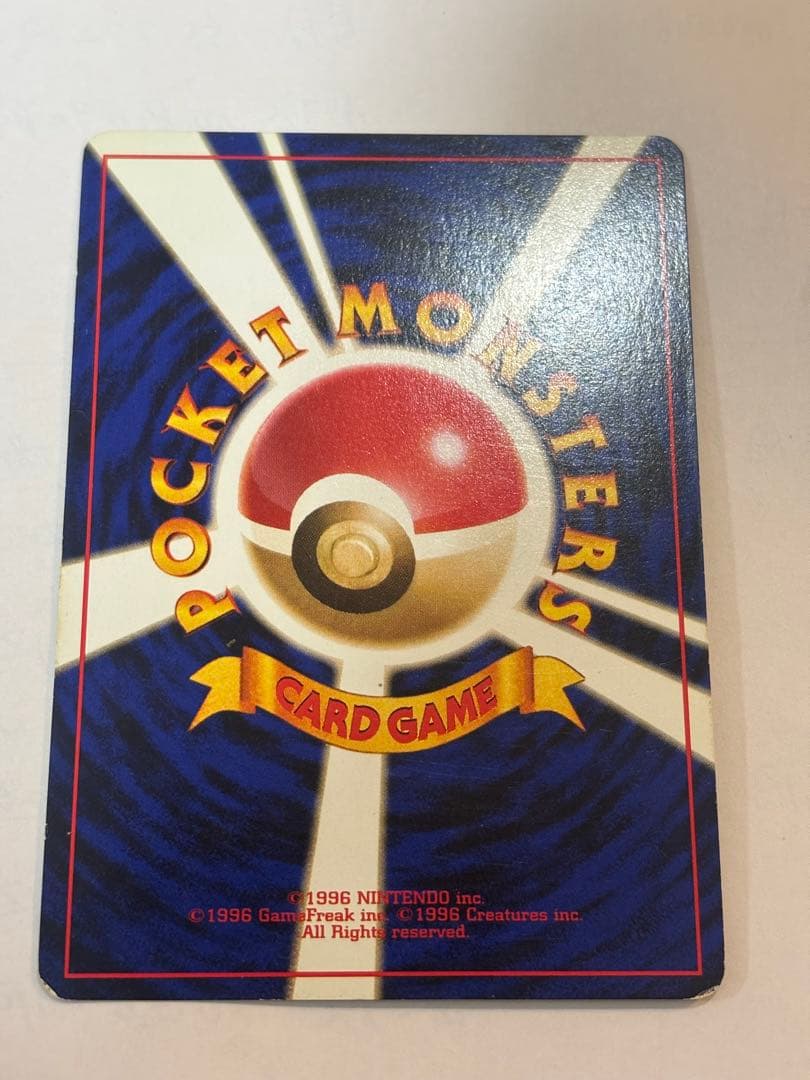 POCKET MONSTERS
CARD GAME
©1996 NINTENDO inc.
©1996 GameFreak inc. ©1996 Creatures inc.
All Rights reserved.